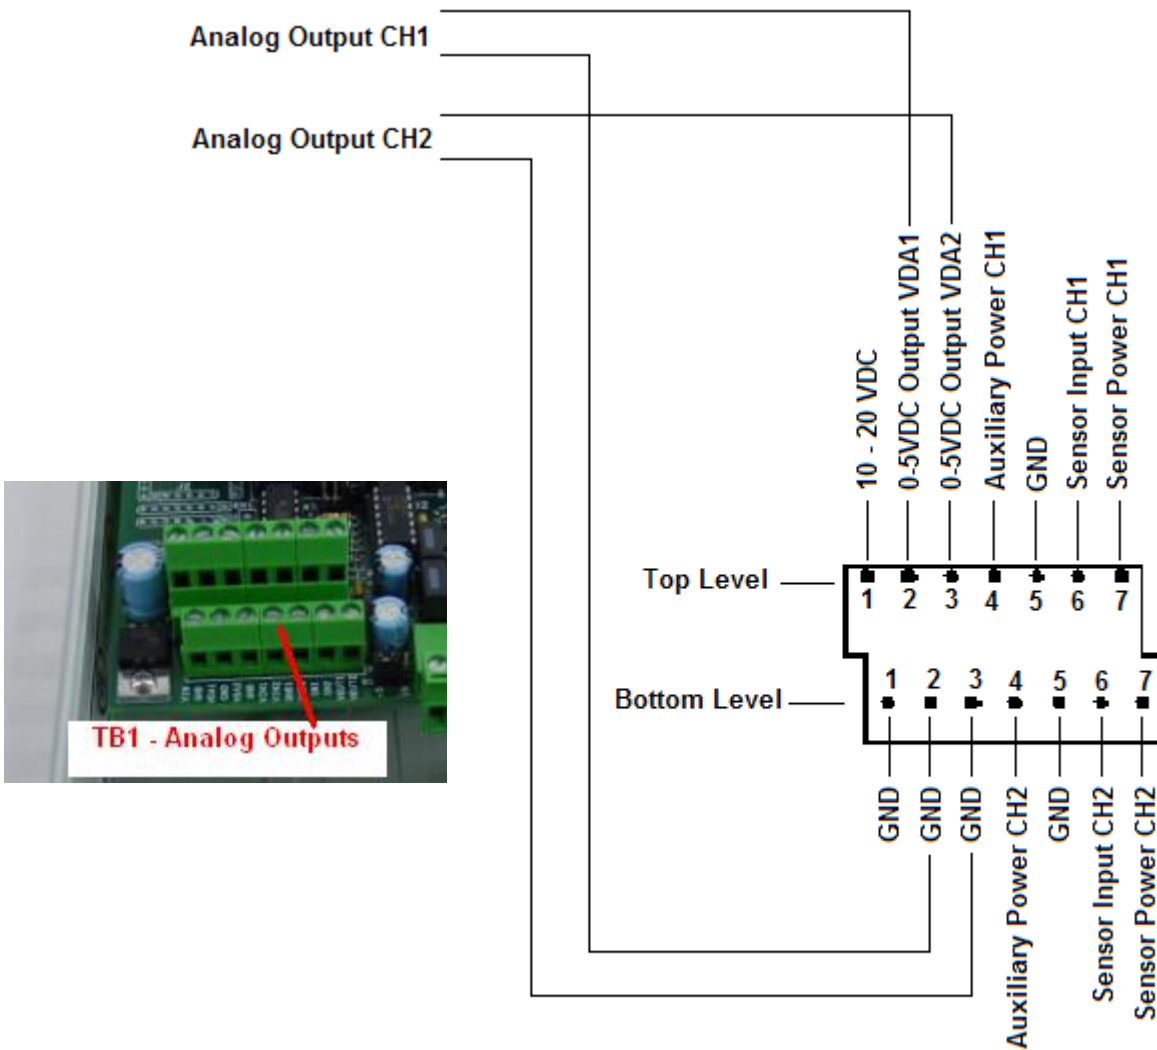 Analog Output CH1
Analog Output CH2
10 - 20 VDC
0-5VDC Output VDA1
0-5VDC Output VDA2
Auxiliary Power CH1
GND
Sensor Input CH1
Sensor Power CH1
Top Level
1 2 3 4 5 6 7
Bottom Level
1 2 3 4 5 6 7
GND
GND
GND
Auxiliary Power CH2
GND
Sensor Input CH2
Sensor Power CH2
TB1 - Analog Outputs